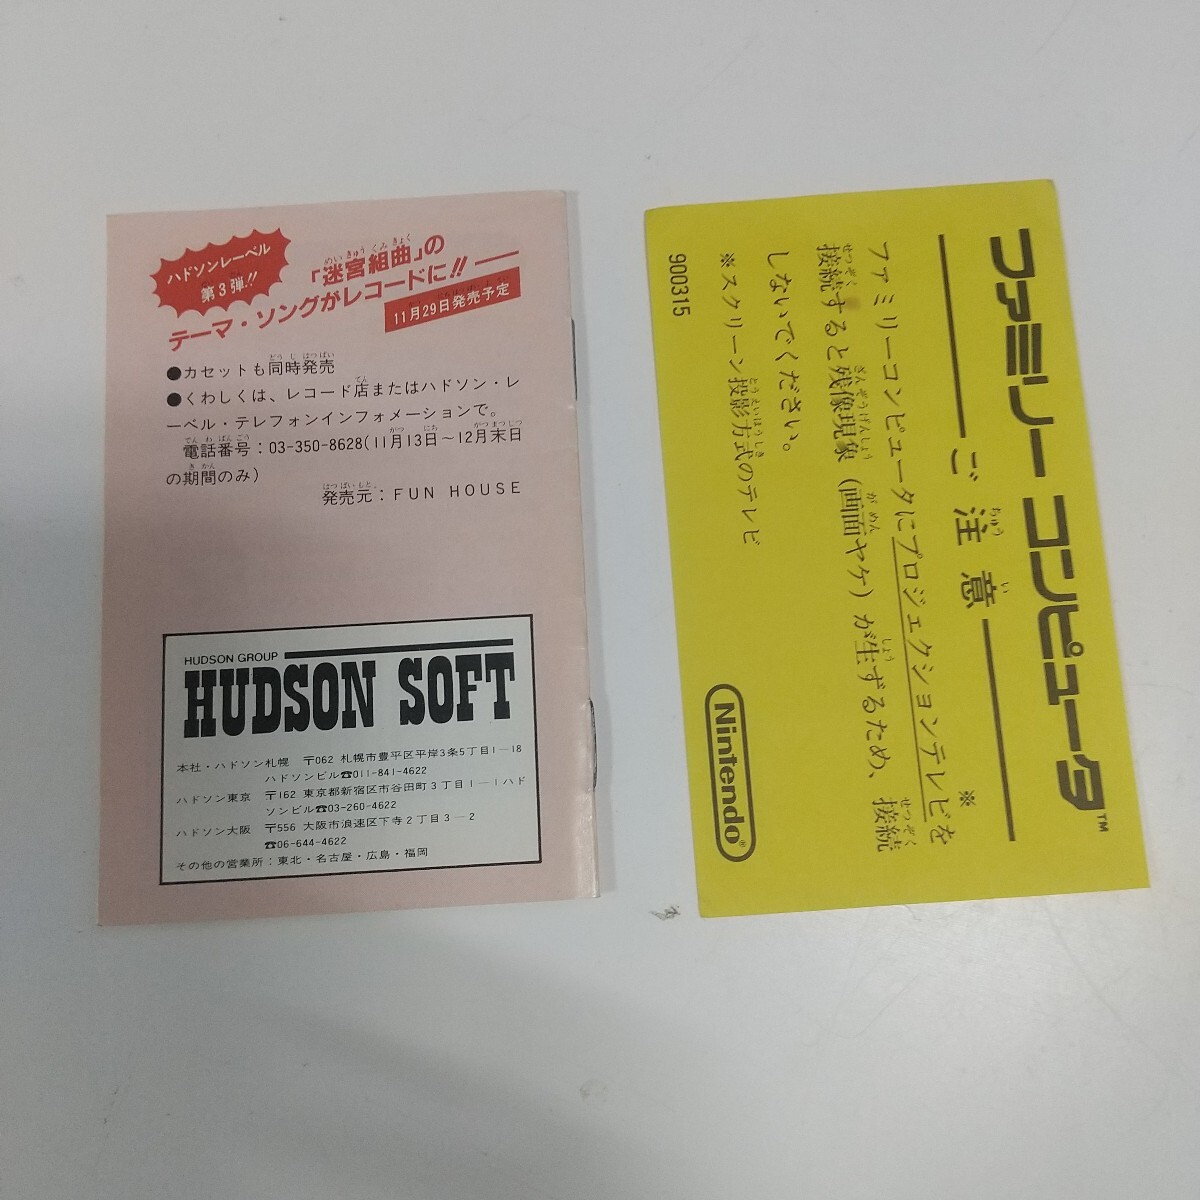 ハドソンレーベル
第3弾!!
「迷宮組曲」の
テーマ・ソングがレコードに!!
11月29日発売予定
●カセットも同時発売
●くわしくは、レコード店またはハドソン・レ
ーベル・テレフォンインフォメーションで。
電話番号:03-350-8628(11月13日～12月末日
の期間のみ)
発売元:FUN HOUSE
HUDSON GROUP
HUDSON SOFT
本社・ハドソン札幌 〒062 札幌市豊平区平岸3条5丁目1-18
ハドソンビル☎011-841-4622
ハドソン東京 〒162 東京都新宿区市谷田町3丁目1-1ハド
ソンビル☎03-260-4622
ハドソン大阪 〒556 大阪市浪速区下寺2丁目3-2
☎06-644-4622
その他の営業所:東北・名古屋・広島・福岡
ファミリーコンピュータ™
ご注意
ファミリーコンピュータにプロジェクションテレビ※を
接続すると残像現象(画面ヤケ)が生ずるため、接続
しないでください。
※スクリーン投影方式のテレビ
900315
Nintendo®